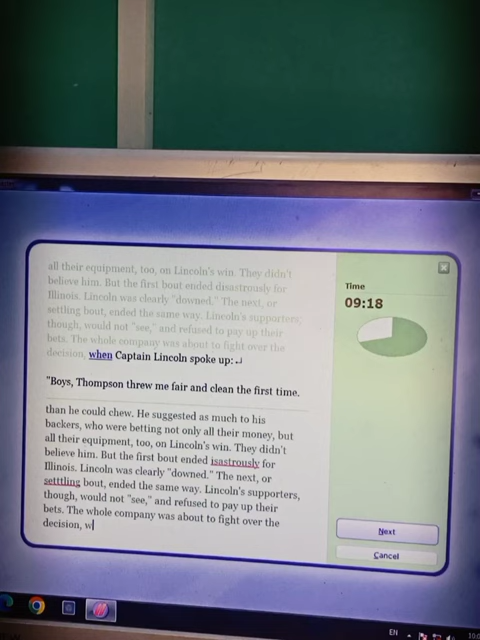 all their equipment, too, on Lincoln's win. They didn't
believe him. But the first bout ended disastrously for
Illinois. Lincoln was clearly "downed." The next, or
settling bout, ended the same way. Lincoln's supporters,
though, would not "see," and refused to pay up their
bets. The whole company was about to fight over the
decision, when Captain Lincoln spoke up:↵
"Boys, Thompson threw me fair and clean the first time.
than he could chew. He suggested as much to his
backers, who were betting not only all their money, but
all their equipment, too, on Lincoln's win. They didn't
believe him. But the first bout ended isastrously for
Illinois. Lincoln was clearly "downed." The next, or
setttling bout, ended the same way. Lincoln's supporters,
though, would not "see," and refused to pay up their
bets. The whole company was about to fight over the
decision, w
Time
09:18
Next
Cancel
EN